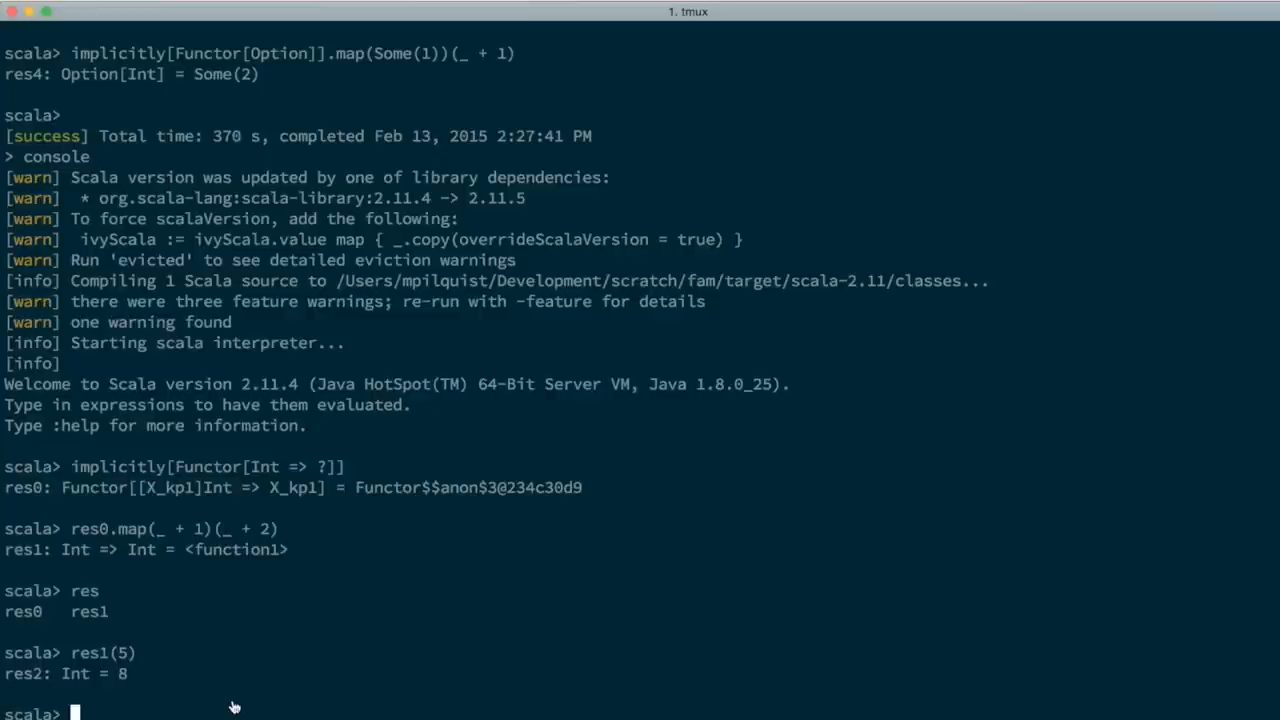 1. tmux
scala> implicitly[Functor[Option]].map(Some(1))(_ + 1)
res4: Option[Int] = Some(2)
scala>
[success] Total time: 370 s, completed Feb 13, 2015 2:27:41 PM
> console
[warn] Scala version was updated by one of library dependencies:
[warn]  * org.scala-lang:scala-library:2.11.4 -> 2.11.5
[warn] To force scalaVersion, add the following:
[warn]  ivyScala := ivyScala.value map { _.copy(overrideScalaVersion = true) }
[warn] Run 'evicted' to see detailed eviction warnings
[info] Compiling 1 Scala source to /Users/mpilquist/Development/scratch/fam/target/scala-2.11/classes...
[warn] there were three feature warnings; re-run with -feature for details
[warn] one warning found
[info] Starting scala interpreter...
[info]
Welcome to Scala version 2.11.4 (Java HotSpot(TM) 64-Bit Server VM, Java 1.8.0_25).
Type in expressions to have them evaluated.
Type :help for more information.
scala> implicitly[Functor[Int => ?]]
res0: Functor[[X_kp1]Int => X_kp1] = Functor$$anon$3@234c30d9
scala> res0.map(_ + 1)(_ + 2)
res1: Int => Int = <function1>
scala> res
res0   res1
scala> res1(5)
res2: Int = 8
scala>